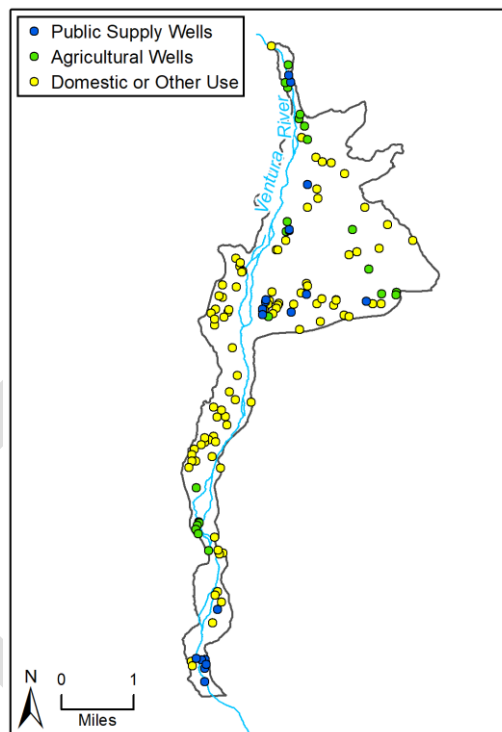 Public Supply Wells
Agricultural Wells
Domestic or Other Use
Ventura River
N
0 1
Miles